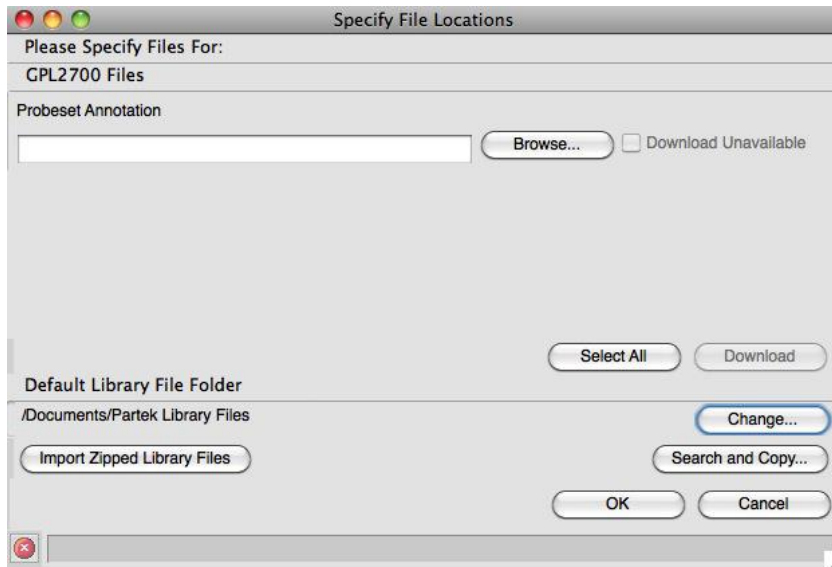 Specify File Locations
Please Specify Files For:
GPL2700 Files
Probeset Annotation
Browse... Download Unavailable
Select All Download
Default Library File Folder
/Documents/Partek Library Files
Change...
Import Zipped Library Files Search and Copy...
OK Cancel